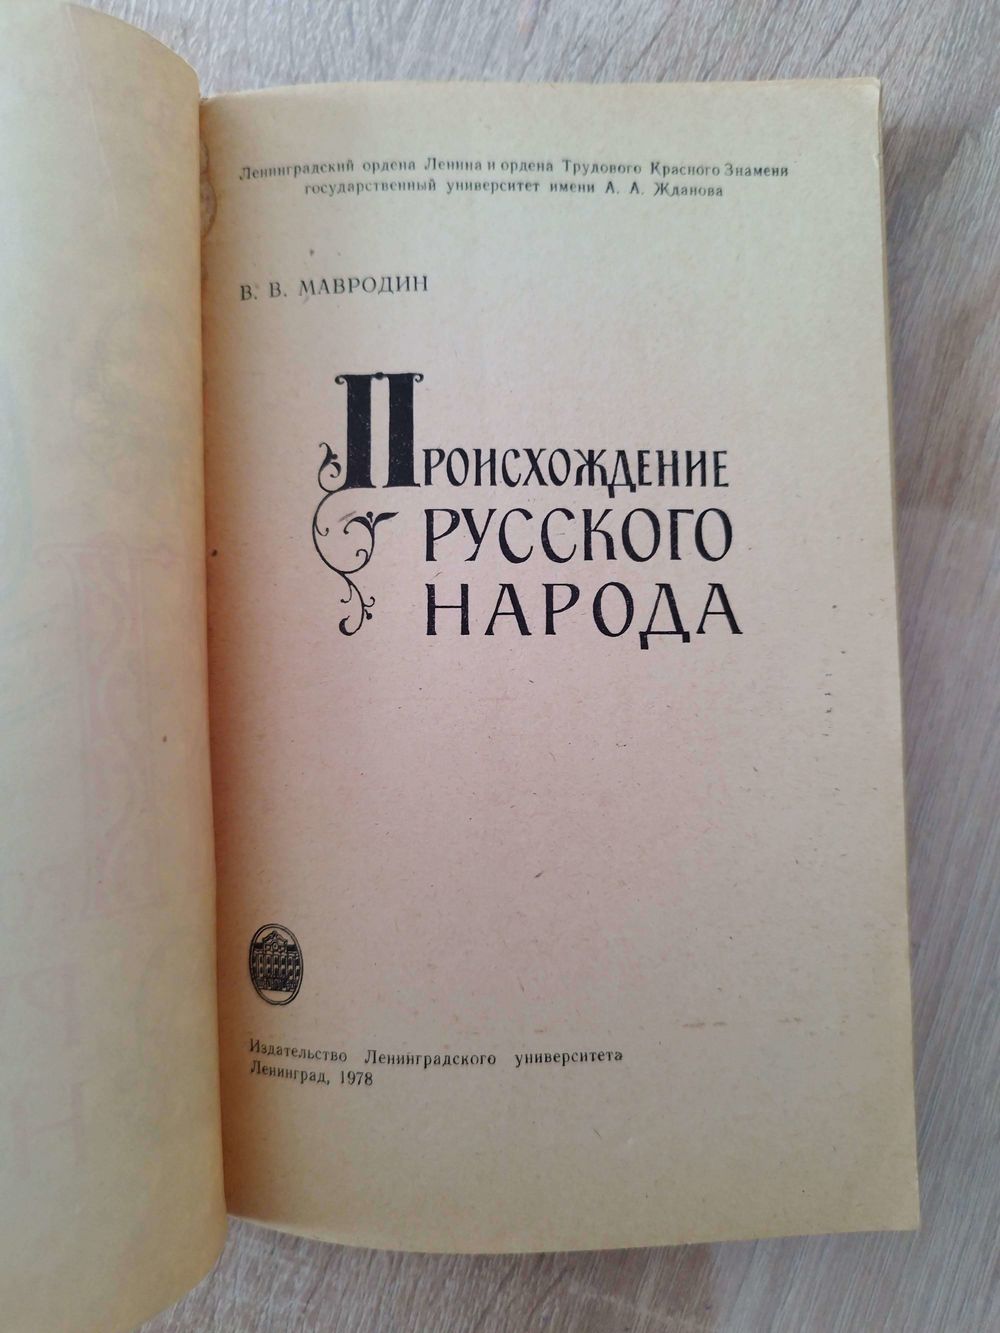 Ленинградский ордена Ленина и ордена Трудового Красного Знамени
государственный университет имени А. А. Жданова
В. В. МАВРОДИН
ПРОИСХОЖДЕНИЕ
РУССКОГО
НАРОДА
Издательство Ленинградского университета
Ленинград, 1978